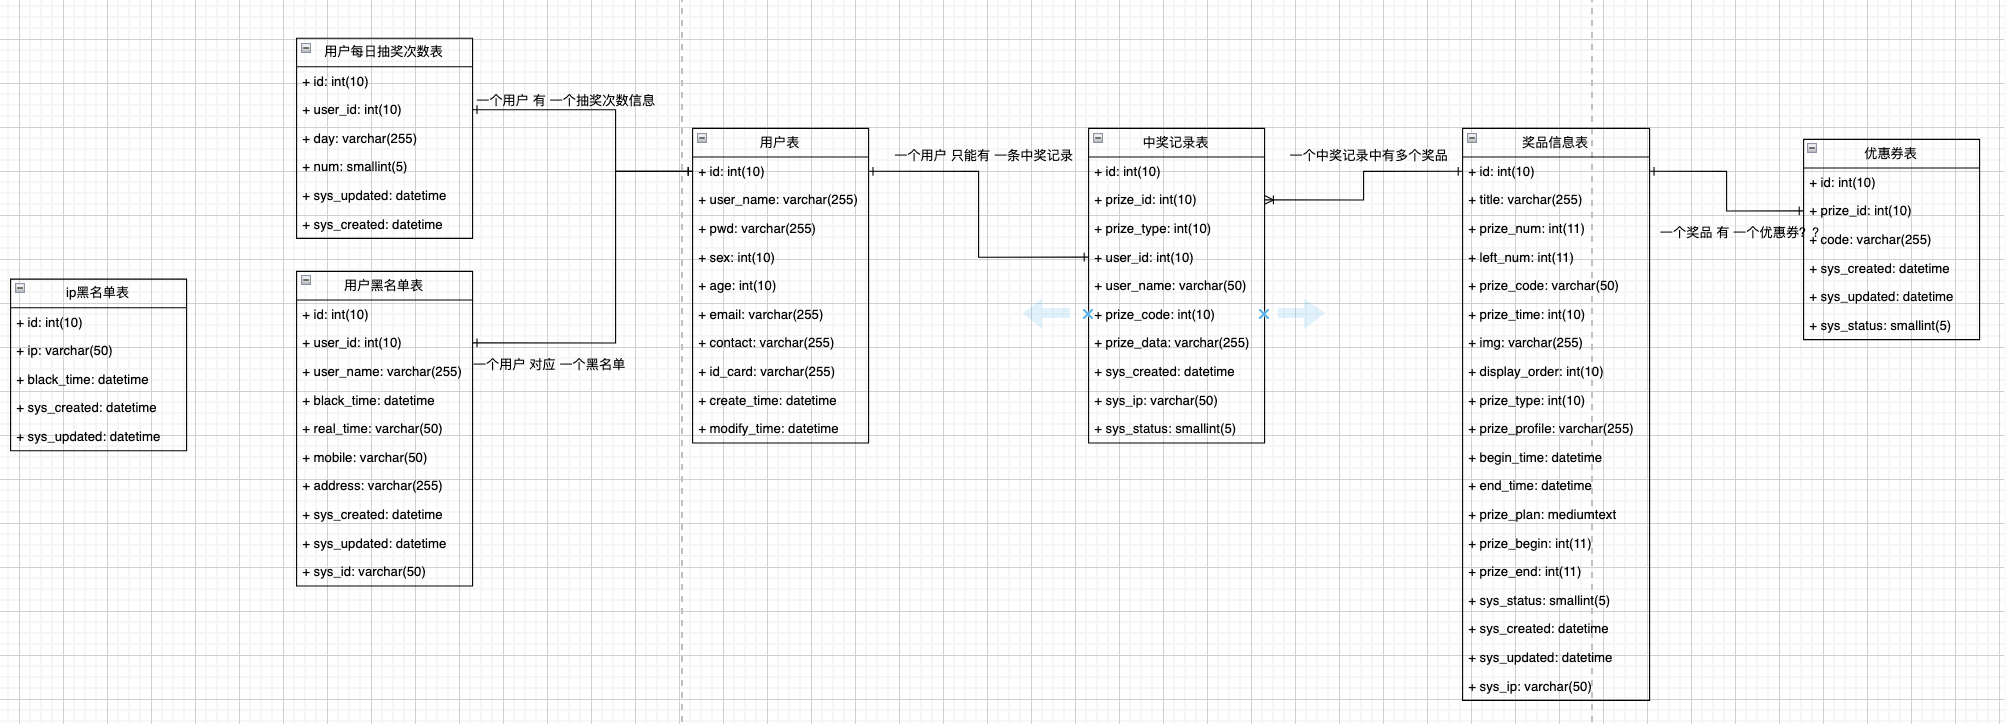 用户每日抽奖次数表
+ id: int(10)
+ user_id: int(10)
+ day: varchar(255)
+ num: smallint(5)
+ sys_updated: datetime
+ sys_created: datetime
一个用户 有 一个抽奖次数信息
ip黑名单表
+ id: int(10)
+ ip: varchar(50)
+ black_time: datetime
+ sys_created: datetime
+ sys_updated: datetime
用户黑名单表
+ id: int(10)
+ user_id: int(10)
+ user_name: varchar(255)
+ black_time: datetime
+ real_time: varchar(50)
+ mobile: varchar(50)
+ address: varchar(255)
+ sys_created: datetime
+ sys_updated: datetime
+ sys_id: varchar(50)
一个用户 对应 一个黑名单
用户表
+ id: int(10)
+ user_name: varchar(255)
+ pwd: varchar(255)
+ sex: int(10)
+ age: int(10)
+ email: varchar(255)
+ contact: varchar(255)
+ id_card: varchar(255)
+ create_time: datetime
+ modify_time: datetime
一个用户 只能有 一条中奖记录
中奖记录表
+ id: int(10)
+ prize_id: int(10)
+ prize_type: int(10)
+ user_id: int(10)
+ user_name: varchar(50)
+ prize_code: int(10)
+ prize_data: varchar(255)
+ sys_created: datetime
+ sys_ip: varchar(50)
+ sys_status: smallint(5)
一个中奖记录中有多个奖品
奖品信息表
+ id: int(10)
+ title: varchar(255)
+ prize_num: int(11)
+ left_num: int(11)
+ prize_code: varchar(50)
+ prize_time: int(10)
+ img: varchar(255)
+ display_order: int(10)
+ prize_type: int(10)
+ prize_profile: varchar(255)
+ begin_time: datetime
+ end_time: datetime
+ prize_plan: mediumtext
+ prize_begin: int(11)
+ prize_end: int(11)
+ sys_status: smallint(5)
+ sys_created: datetime
+ sys_updated: datetime
+ sys_ip: varchar(50)
一个奖品 有 一个优惠券？？
优惠券表
+ id: int(10)
+ prize_id: int(10)
+ code: varchar(255)
+ sys_created: datetime
+ sys_updated: datetime
+ sys_status: smallint(5)